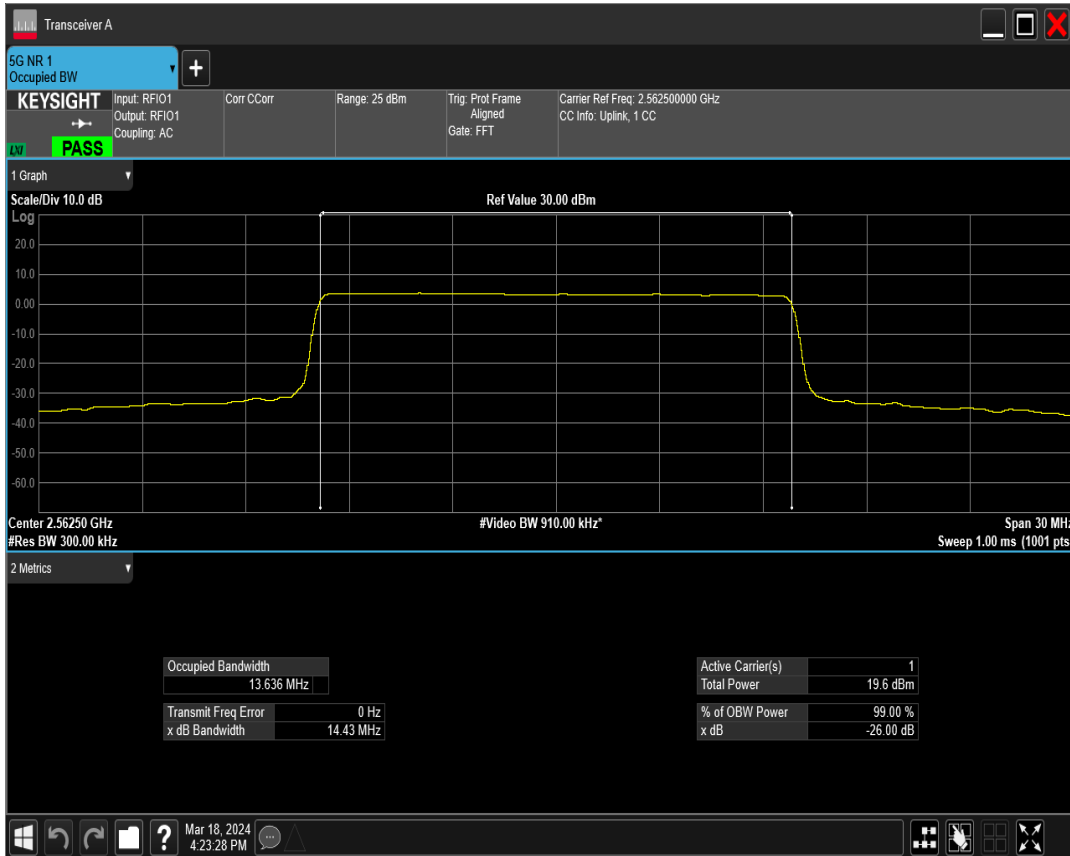 Transceiver A
5G NR 1
Occupied BW
KEYSIGHT
LXI
PASS
Input: RFIO1
Output: RFIO1
Coupling: AC
Corr CCorr
Range: 25 dBm
Trig: Prot Frame
Aligned
Gate: FFT
Carrier Ref Freq: 2.562500000 GHz
CC Info: Uplink, 1 CC
1 Graph
Scale/Div 10.0 dB
Ref Value 30.00 dBm
Log
20.0
10.0
0.00
-10.0
-20.0
-30.0
-40.0
-50.0
-60.0
Center 2.56250 GHz
#Video BW 910.00 kHz*
Span 30 MHz
#Res BW 300.00 kHz
Sweep 1.00 ms (1001 pts
2 Metrics
Occupied Bandwidth
13.636 MHz
Transmit Freq Error 0 Hz
x dB Bandwidth 14.43 MHz
Active Carrier(s) 1
Total Power 19.6 dBm
% of OBW Power 99.00 %
x dB -26.00 dB
?
Mar 18, 2024
4:23:28 PM